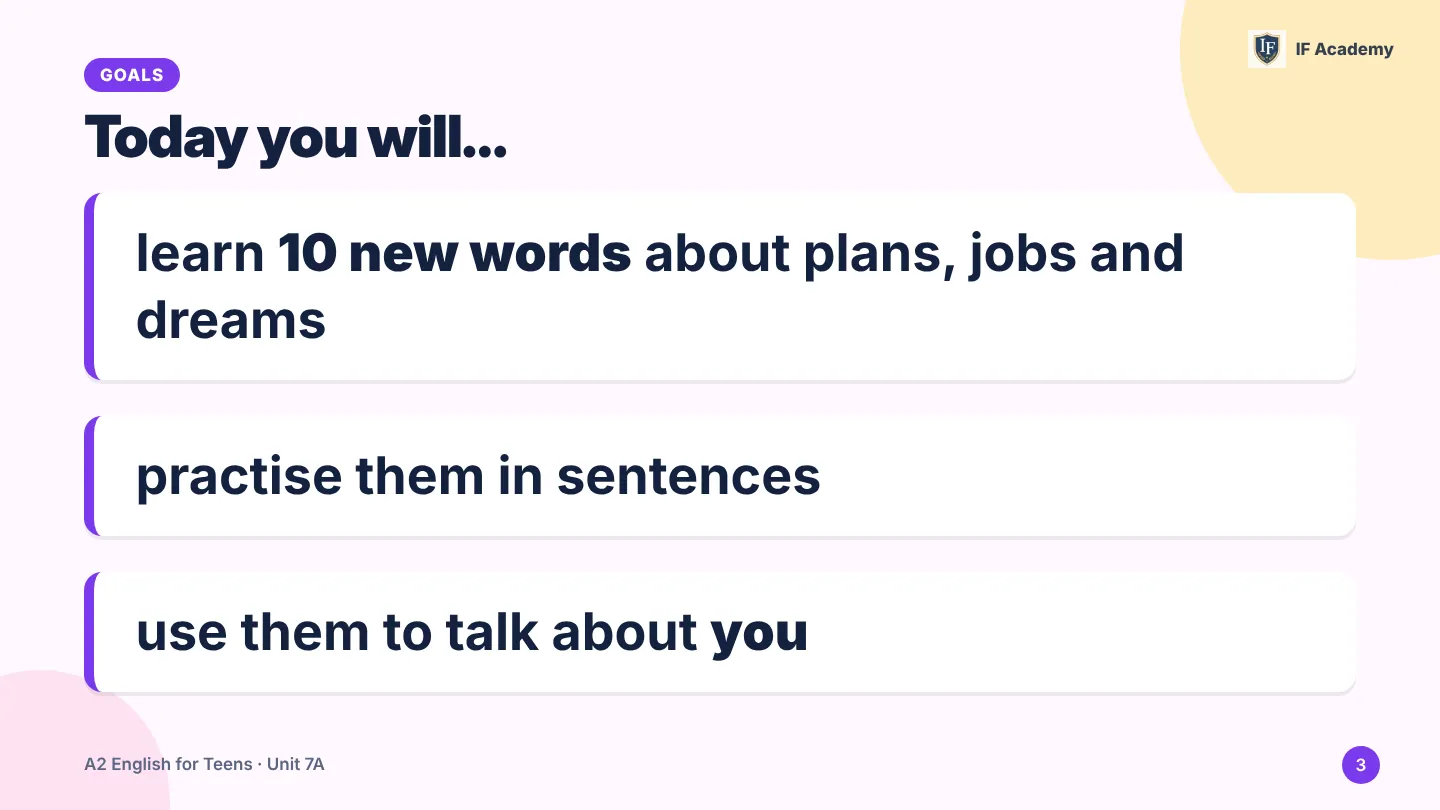 IF
IF Academy
GOALS
Today you will...
learn 10 new words about plans, jobs and
dreams
practise them in sentences
use them to talk about you
A2 English for Teens · Unit 7A
3